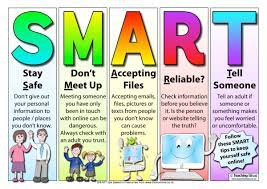 SMART
Stay
Safe
Don't give out
your personal
information to
people / places
you don't know.
Don't
Meet Up
Meeting someone
you have only
been in touch
with online can be
dangerous.
Always check with
an adult you trust.
Accepting
Files
Accepting emails,
files, pictures or
texts from people
you don't know
can cause
problems.
Reliable?
Check information
before you believe
it. Is the person
or website telling
the truth?
Tell
Someone
Tell an adult if
someone or
something makes
you feel worried
or uncomfortable.
Follow
these SMART
tips to keep
yourself safe
online!